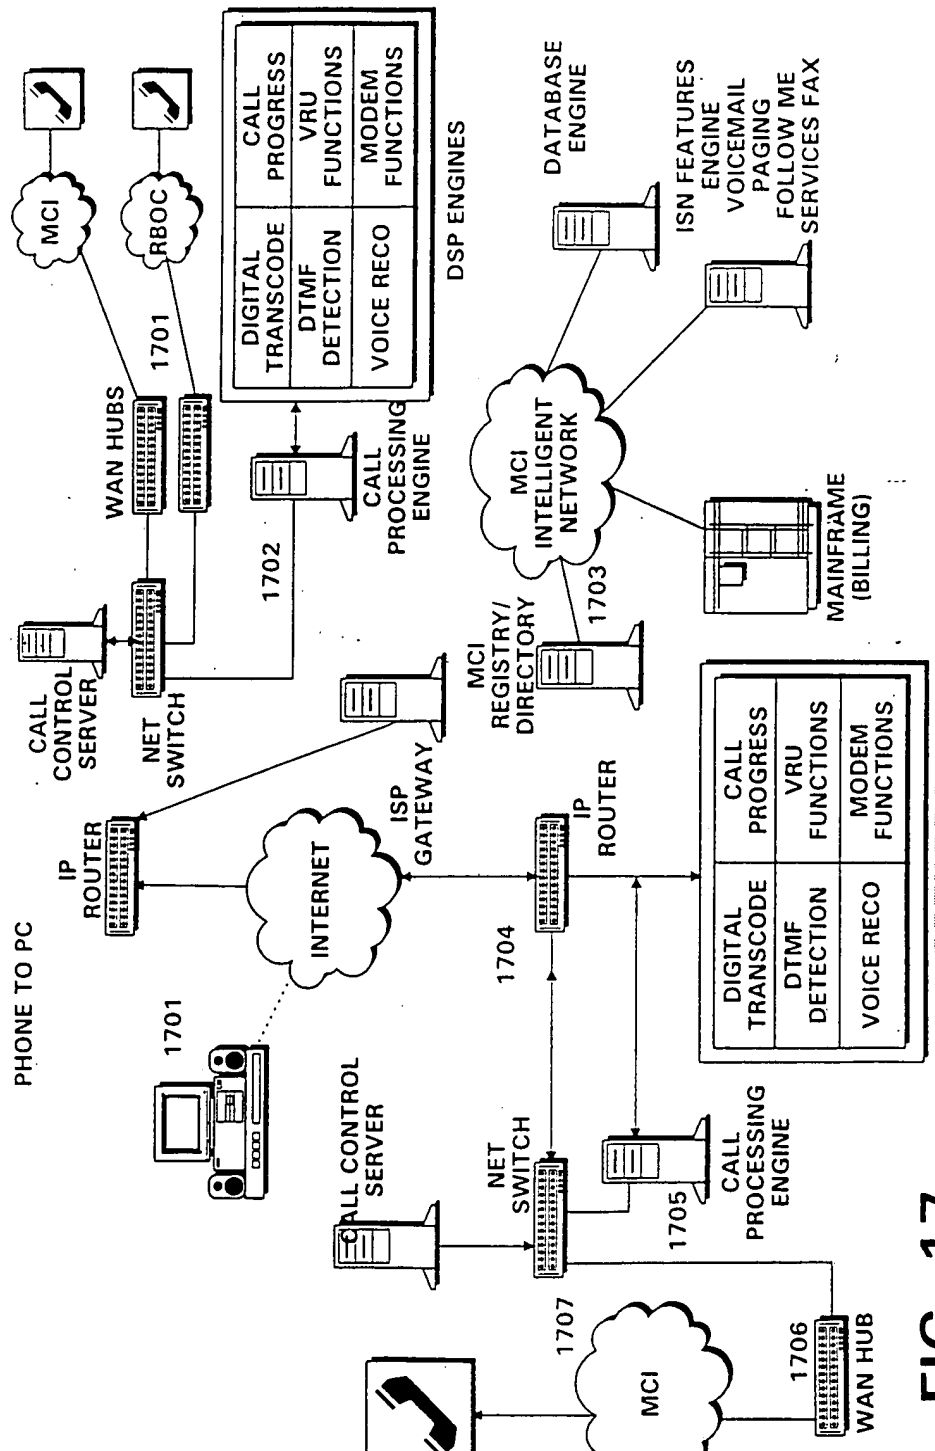 PHONE TO PC
MCI
RBOC
1701
WAN HUBS
CALL
CONTROL
SERVER
NET
SWITCH
1702
CALL
PROCESSING
ENGINE
DIGITAL
TRANSCODE
CALL
PROGRESS
DTMF
DETECTION
VRU
FUNCTIONS
VOICE RECO
MODEM
FUNCTIONS
DSP ENGINES
IP
ROUTER
1701
INTERNET
ISP
GATEWAY
MCI
REGISTRY/
DIRECTORY
1703
MCI
INTELLIGENT
NETWORK
DATABASE
ENGINE
ISN FEATURES
ENGINE
VOICEMAIL
PAGING
FOLLOW ME
SERVICES FAX
MAINFRAME
(BILLING)
CALL CONTROL
SERVER
NET
SWITCH
1704
IP
ROUTER
1705
CALL
PROCESSING
ENGINE
DIGITAL
TRANSCODE
CALL
PROGRESS
DTMF
DETECTION
VRU
FUNCTIONS
VOICE RECO
MODEM
FUNCTIONS
1707
MCI
1706
WAN HUB
FIG. 17